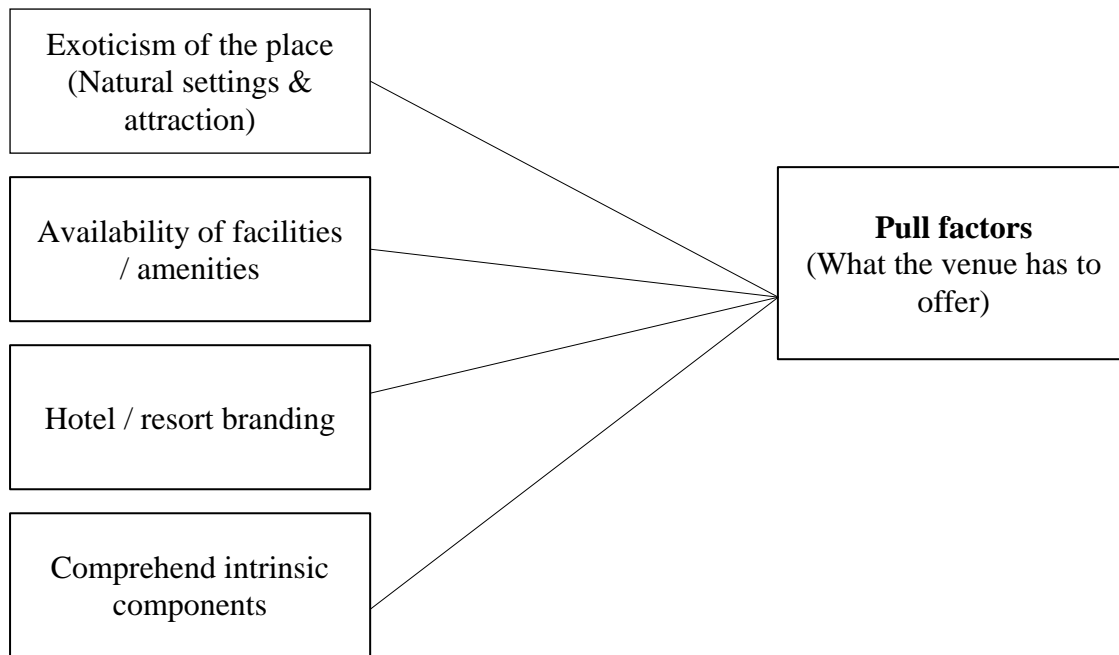 Exoticism of the place
(Natural settings &
attraction)
Availability of facilities
/ amenities
Hotel / resort branding
Comprehend intrinsic
components
Pull factors
(What the venue has to
offer)